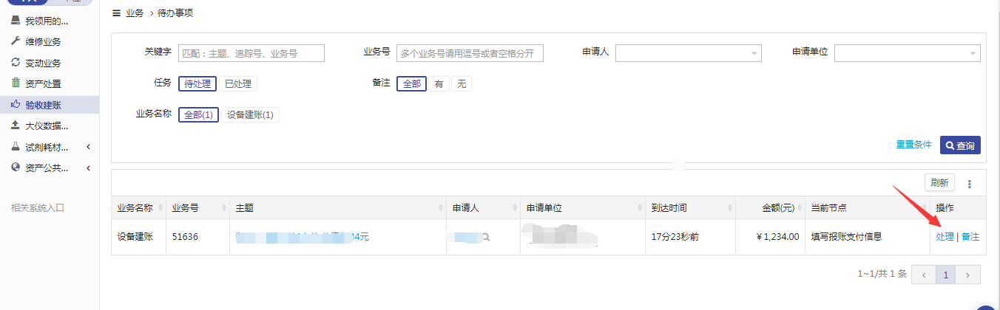 业务 > 待办事项
我领用的...
维修业务
变动业务
资产处置
验收建账
大仪数据...
试剂耗材...
资产公共...
相关系统入口
关键字 匹配：主题、追踪号、业务号 业务号 多个业务号请用逗号或者空格分开 申请人 申请单位
任务 待处理 已处理 备注 全部 有 无
业务名称 全部(1) 设备建账(1)
重置条件 查询
刷新
业务名称 业务号 主题 申请人 申请单位 到达时间 金额(元) 当前节点 操作
设备建账 51636 34元 17分23秒前 ￥1,234.00 填写报账支付信息 处理 | 备注
1~1/共 1 条 ‹ 1 ›